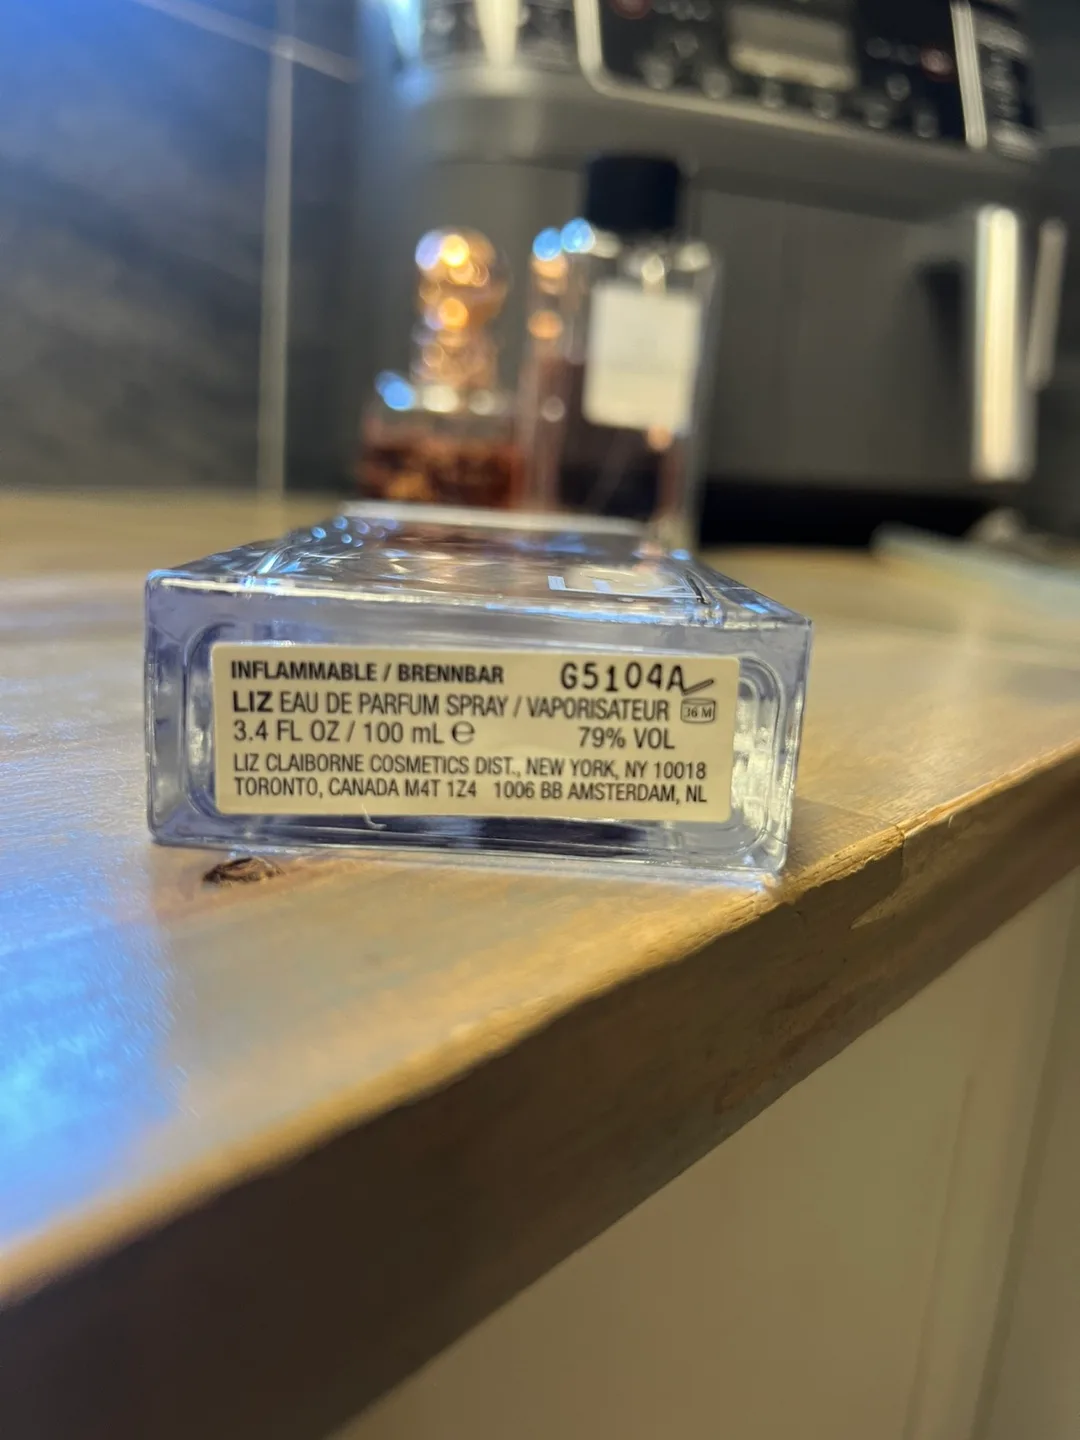 INFLAMMABLE / BRENNBAR G5104A
LIZ EAU DE PARFUM SPRAY / VAPORISATEUR 36 M
3.4 FL OZ / 100 mL ℮ 79% VOL
LIZ CLAIBORNE COSMETICS DIST., NEW YORK, NY 10018
TORONTO, CANADA M4T 1Z4 1006 BB AMSTERDAM, NL